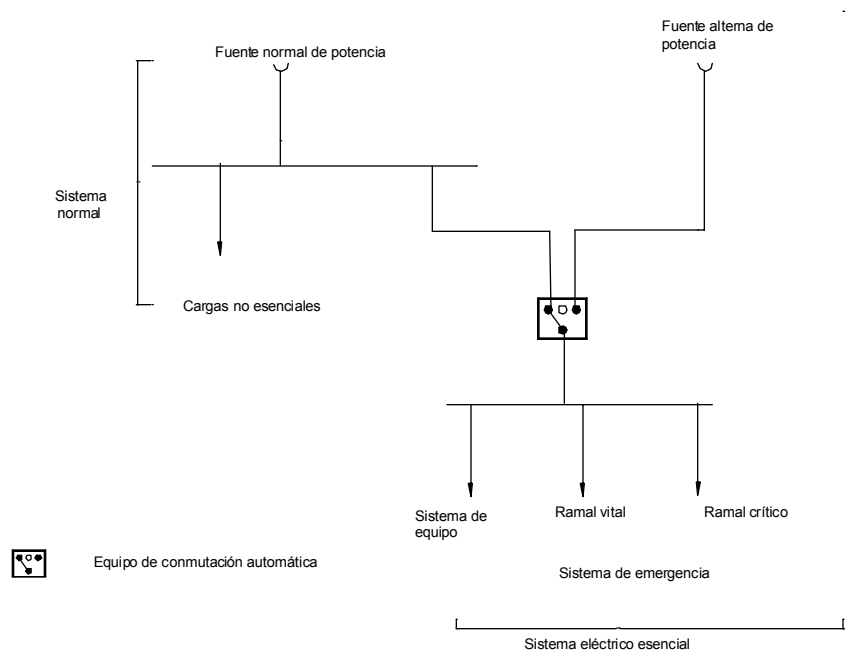 Fuente normal de potencia
Fuente alterna de
potencia
Sistema
normal
Cargas no esenciales
Sistema de
equipo
Ramal vital
Ramal crítico
Equipo de conmutación automática
Sistema de emergencia
Sistema eléctrico esencial